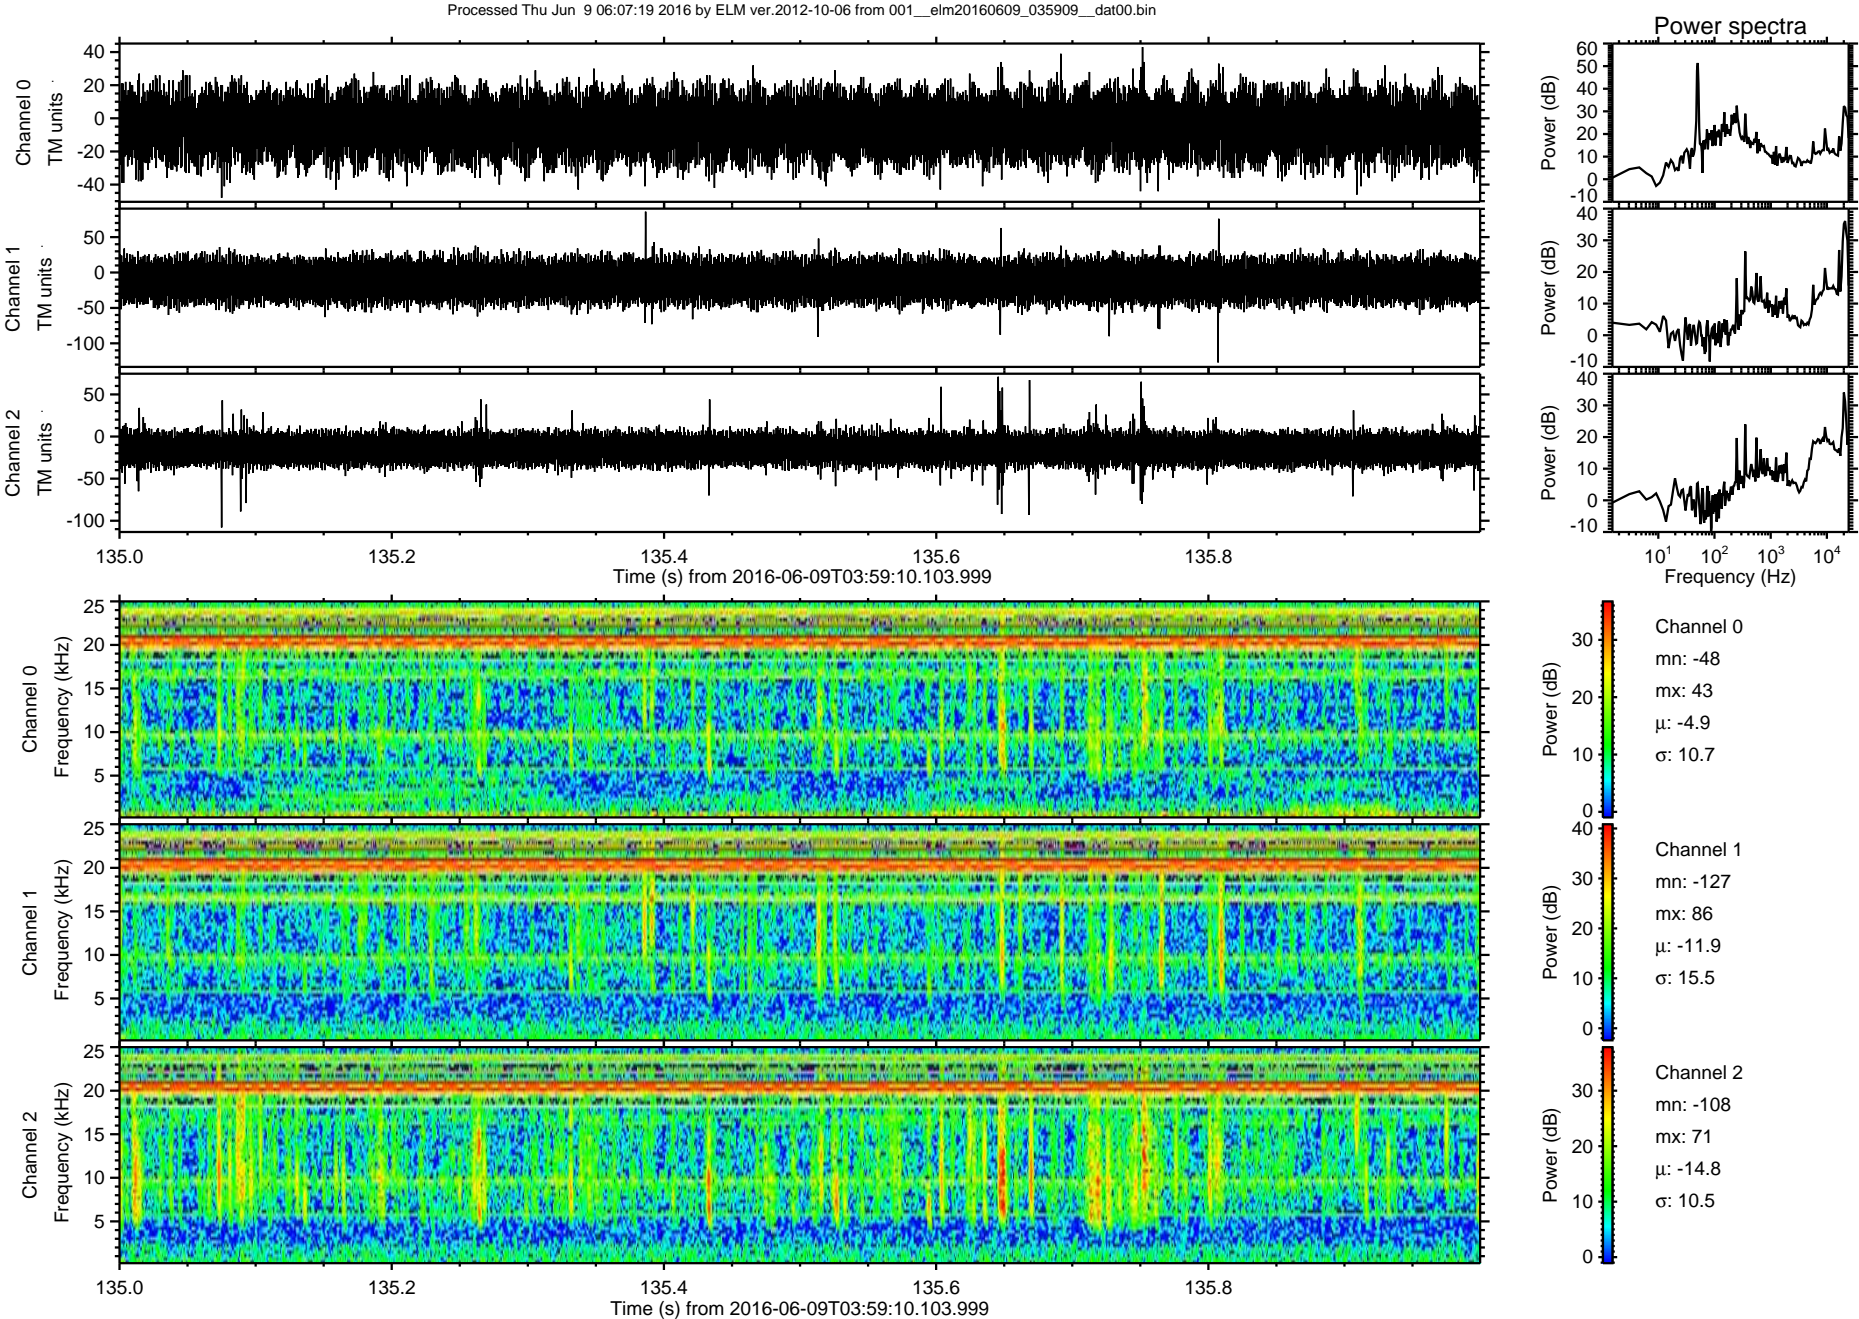 Processed Thu Jun  9 06:07:19 2016 by ELM ver.2012-10-06 from 001__elm20160609_035909__dat00.bin
Power spectra
Channel 0
TM units
40
20
0
-20
-40
Power (dB)
60
50
40
30
20
10
0
-10
Channel 1
TM units
50
0
-50
-100
Power (dB)
40
30
20
10
0
-10
Channel 2
TM units
50
0
-50
-100
Power (dB)
40
30
20
10
0
-10
135.0 135.2 135.4 135.6 135.8
Time (s) from 2016-06-09T03:59:10.103.999
10^1 10^2 10^3 10^4
Frequency (Hz)
Channel 0
Frequency (kHz)
25
20
15
10
5
Power (dB)
30
20
10
0
Channel 0
mn: -48
mx: 43
μ: -4.9
σ: 10.7
Channel 1
Frequency (kHz)
25
20
15
10
5
Power (dB)
40
30
20
10
0
Channel 1
mn: -127
mx: 86
μ: -11.9
σ: 15.5
Channel 2
Frequency (kHz)
25
20
15
10
5
Power (dB)
30
20
10
0
Channel 2
mn: -108
mx: 71
μ: -14.8
σ: 10.5
135.0 135.2 135.4 135.6 135.8
Time (s) from 2016-06-09T03:59:10.103.999